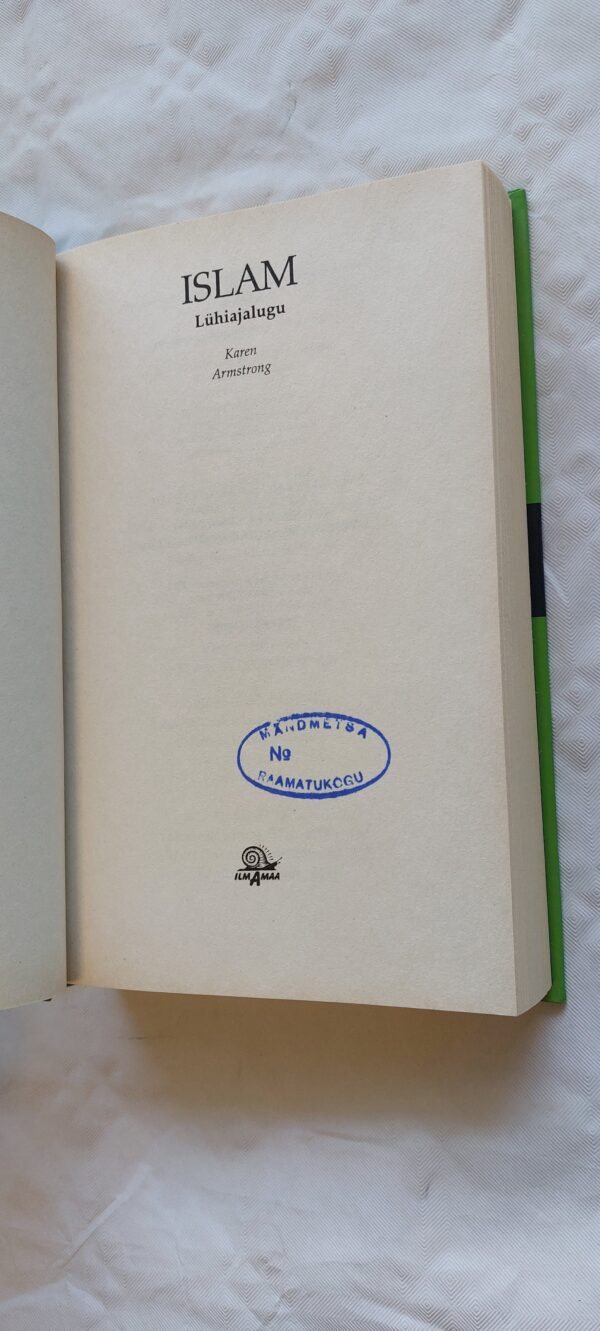 ISLAM
Lühiajalugu
Karen
Armstrong
MÄNDMETSA
№
RAAMATUKOGU
ILMAMAA